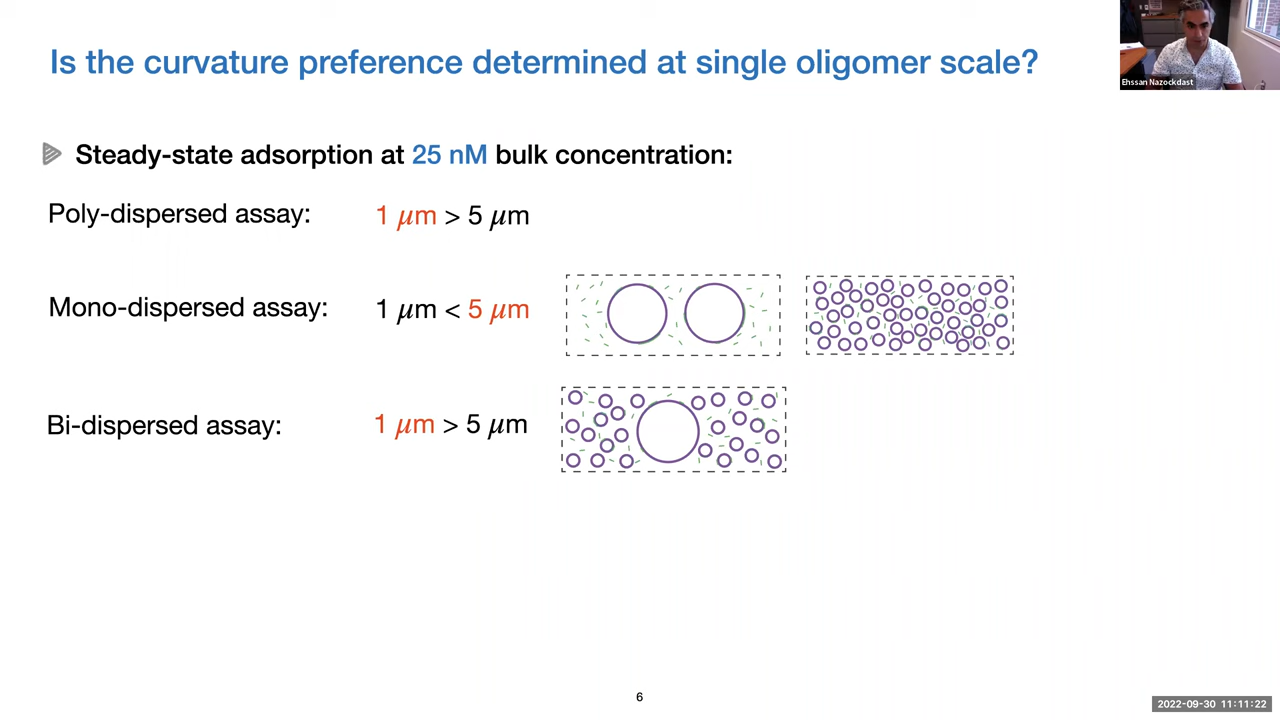 Is the curvature preference determined at single oligomer scale?
Ehssan Nazockdast
Steady-state adsorption at 25 nM bulk concentration:
Poly-dispersed assay: 1 μm > 5 μm
Mono-dispersed assay: 1 μm < 5 μm
Bi-dispersed assay: 1 μm > 5 μm
6
2022-09-30 11:11:22